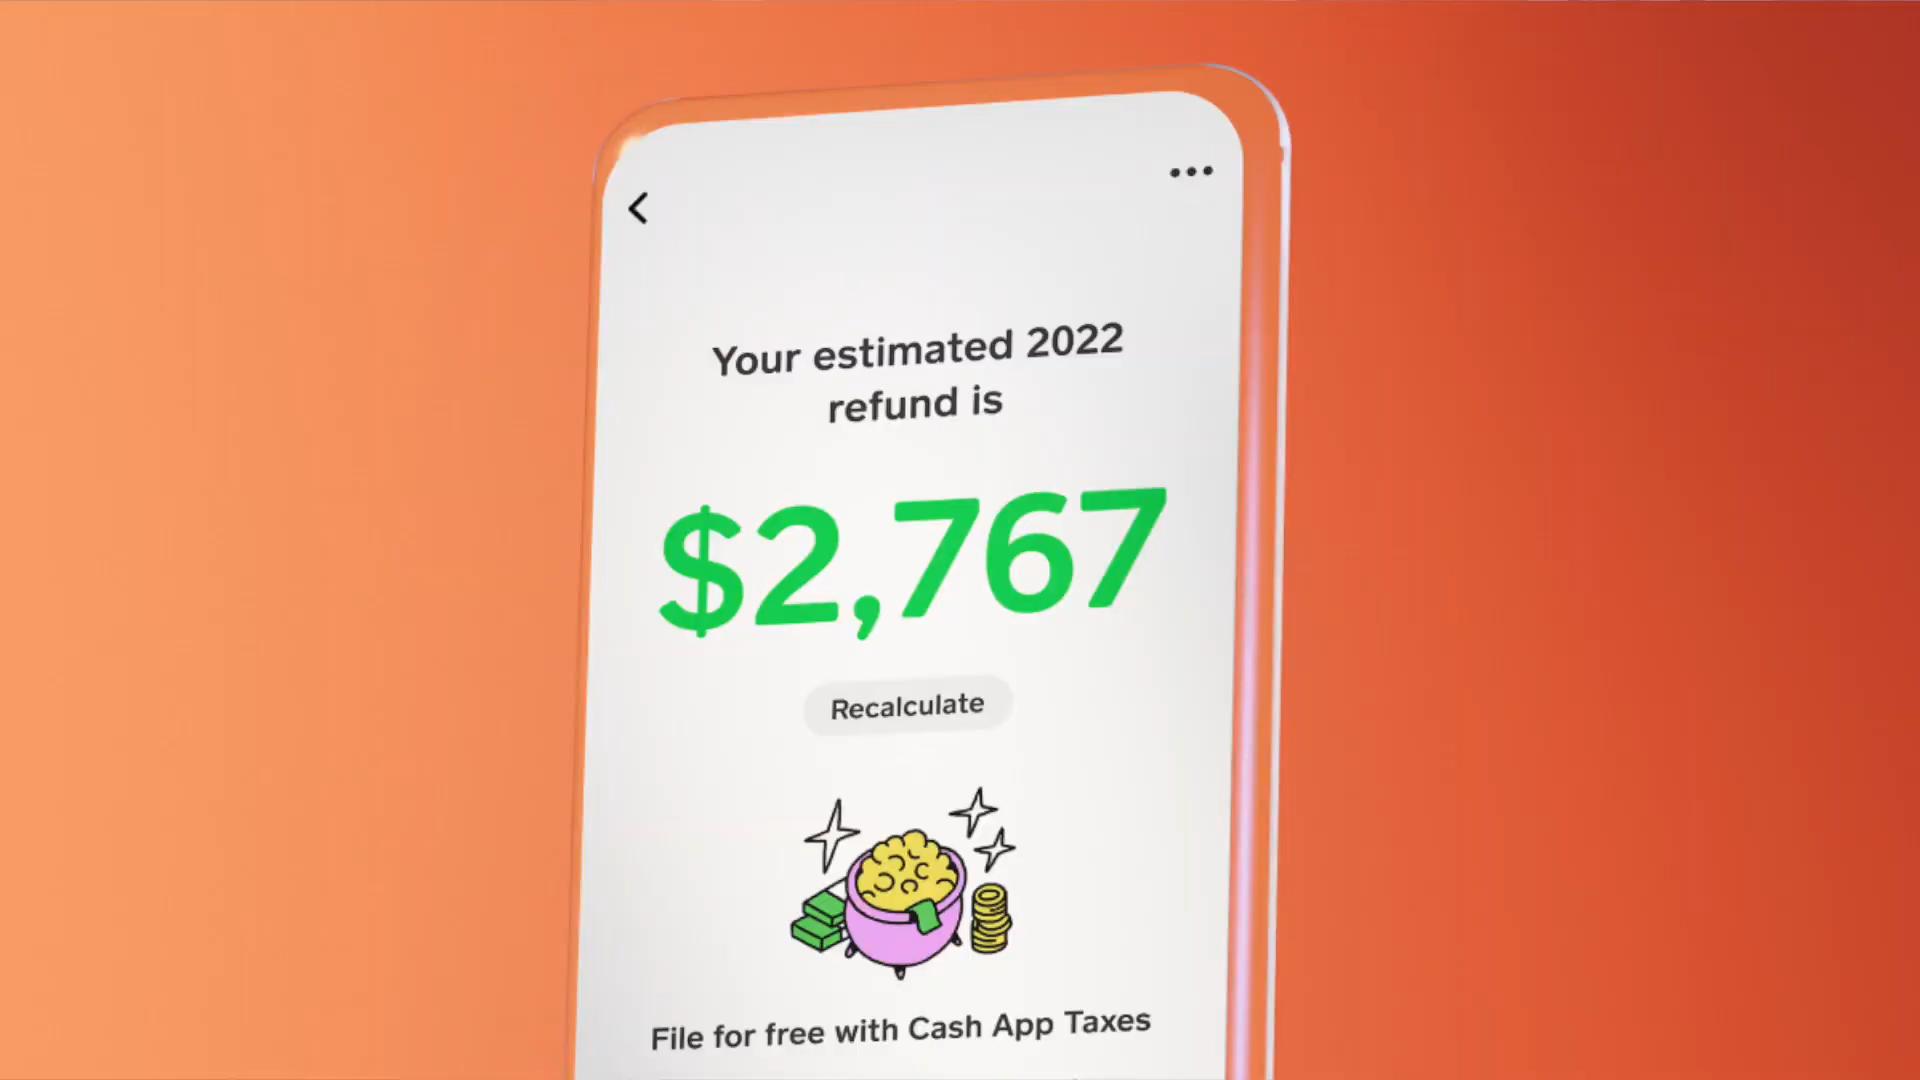 Your estimated 2022
refund is
$2,767
Recalculate
File for free with Cash App Taxes